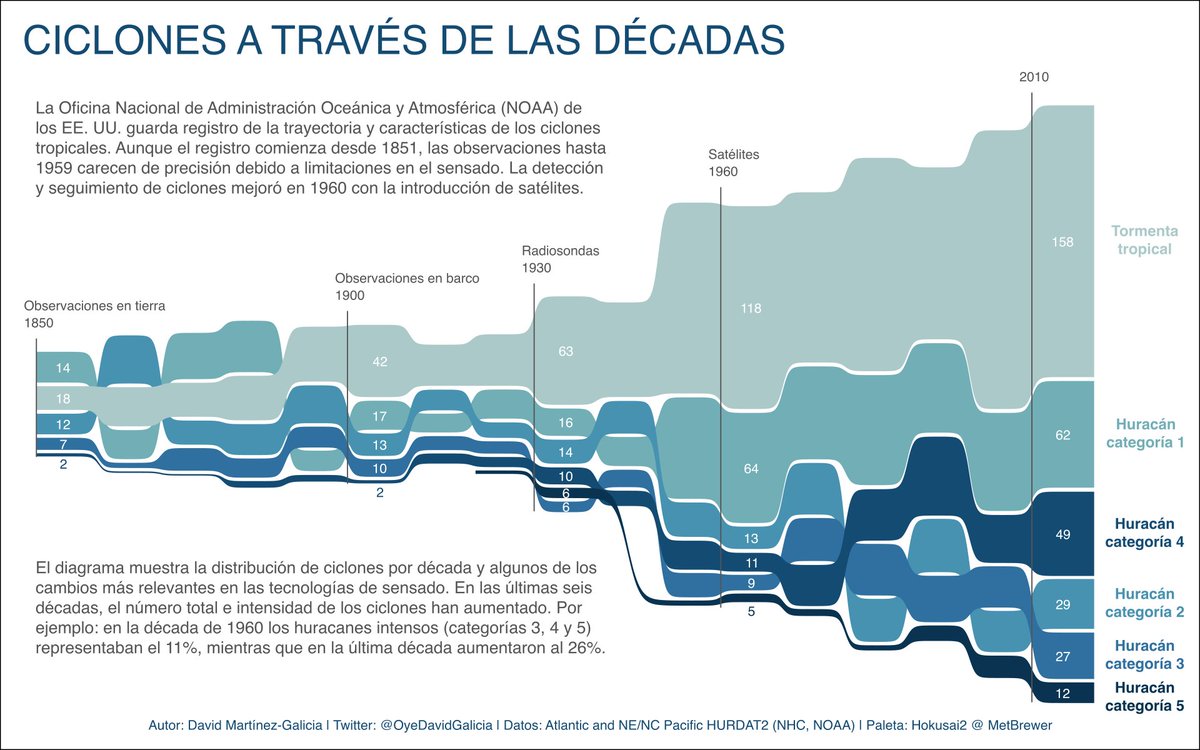 CICLONES A TRAVÉS DE LAS DÉCADAS
La Oficina Nacional de Administración Oceánica y Atmosférica (NOAA) de
los EE. UU. guarda registro de la trayectoria y características de los ciclones
tropicales. Aunque el registro comienza desde 1851, las observaciones hasta
1959 carecen de precisión debido a limitaciones en el sensado. La detección
y seguimiento de ciclones mejoró en 1960 con la introducción de satélites.
Observaciones en tierra
1850
14
18
12
7
2
Observaciones en barco
1900
42
17
13
10
2
Radiosondas
1930
63
16
14
10
6
6
Satélites
1960
118
64
13
11
9
5
2010
158
62
49
29
27
12
Tormenta
tropical
Huracán
categoría 1
Huracán
categoría 4
Huracán
categoría 2
Huracán
categoría 3
Huracán
categoría 5
El diagrama muestra la distribución de ciclones por década y algunos de los
cambios más relevantes en las tecnologías de sensado. En las últimas seis
décadas, el número total e intensidad de los ciclones han aumentado. Por
ejemplo: en la década de 1960 los huracanes intensos (categorías 3, 4 y 5)
representaban el 11%, mientras que en la última década aumentaron al 26%.
Autor: David Martínez-Galicia | Twitter: @OyeDavidGalicia | Datos: Atlantic and NE/NC Pacific HURDAT2 (NHC, NOAA) | Paleta: Hokusai2 @ MetBrewer